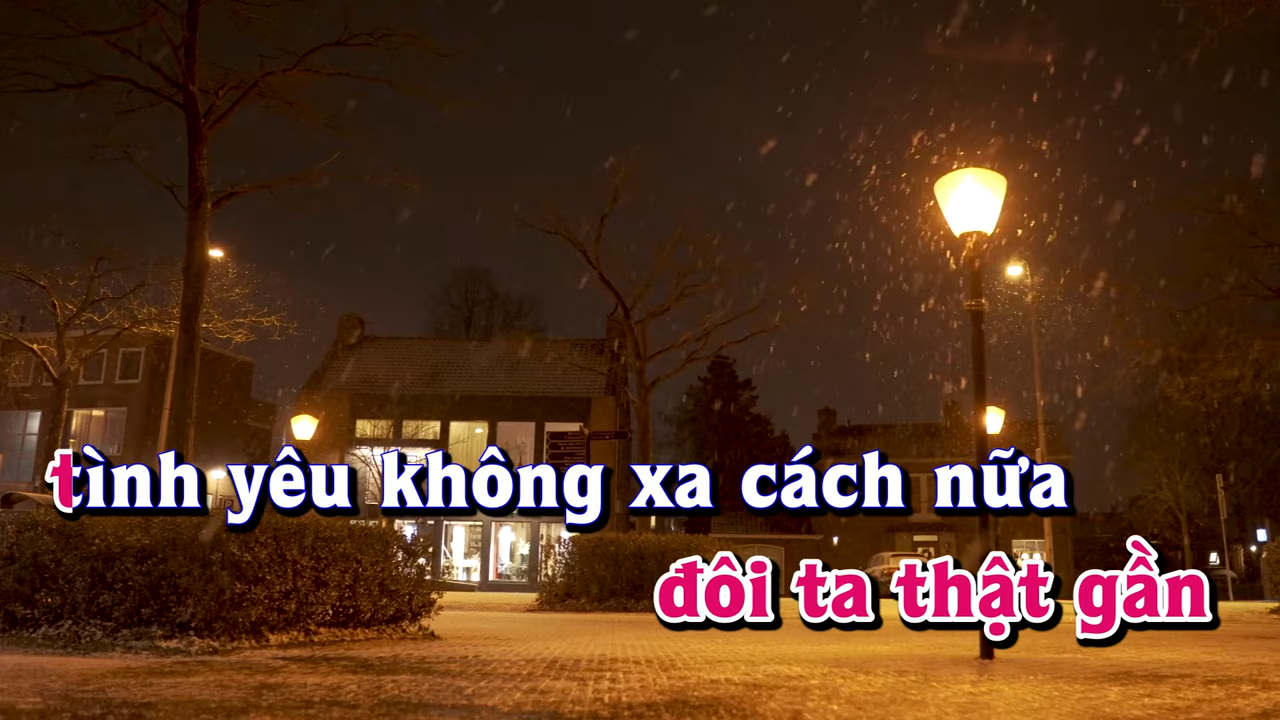 tình yêu không xa cách nữa
đôi ta thật gần